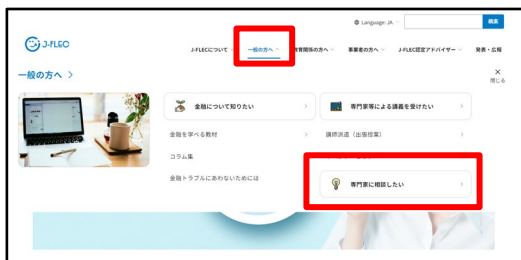 Language: JA
検索
J-FLEC
J-FLECについて
一般の方へ
教育関係の方へ
事業者の方へ
J-FLEC認定アドバイザー
発表・広報
一般の方へ
閉じる
金融について知りたい
専門家等による講義を受けたい
金融を学べる教材
講師派遣（出張授業）
コラム集
金融トラブルにあわないためには
専門家に相談したい